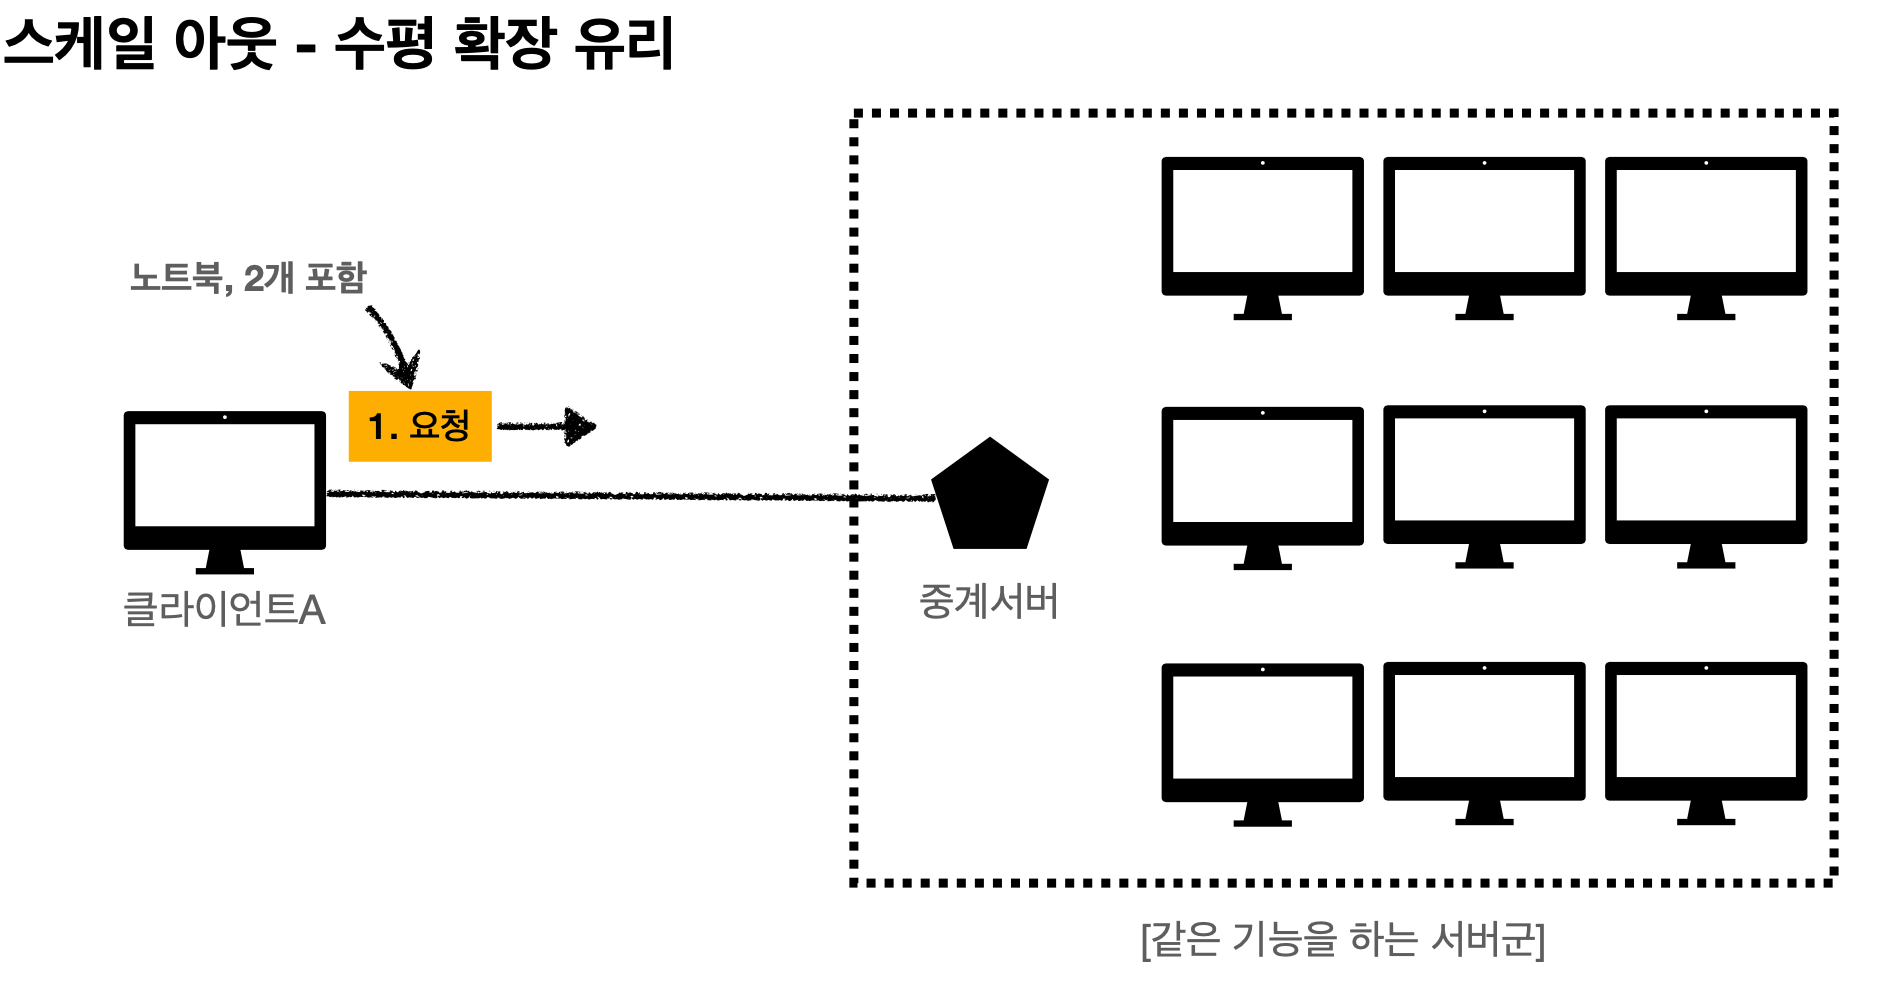 스케일 아웃 - 수평 확장 유리
노트북, 2개 포함
1. 요청
클라이언트A
중계서버
[같은 기능을 하는 서버군]